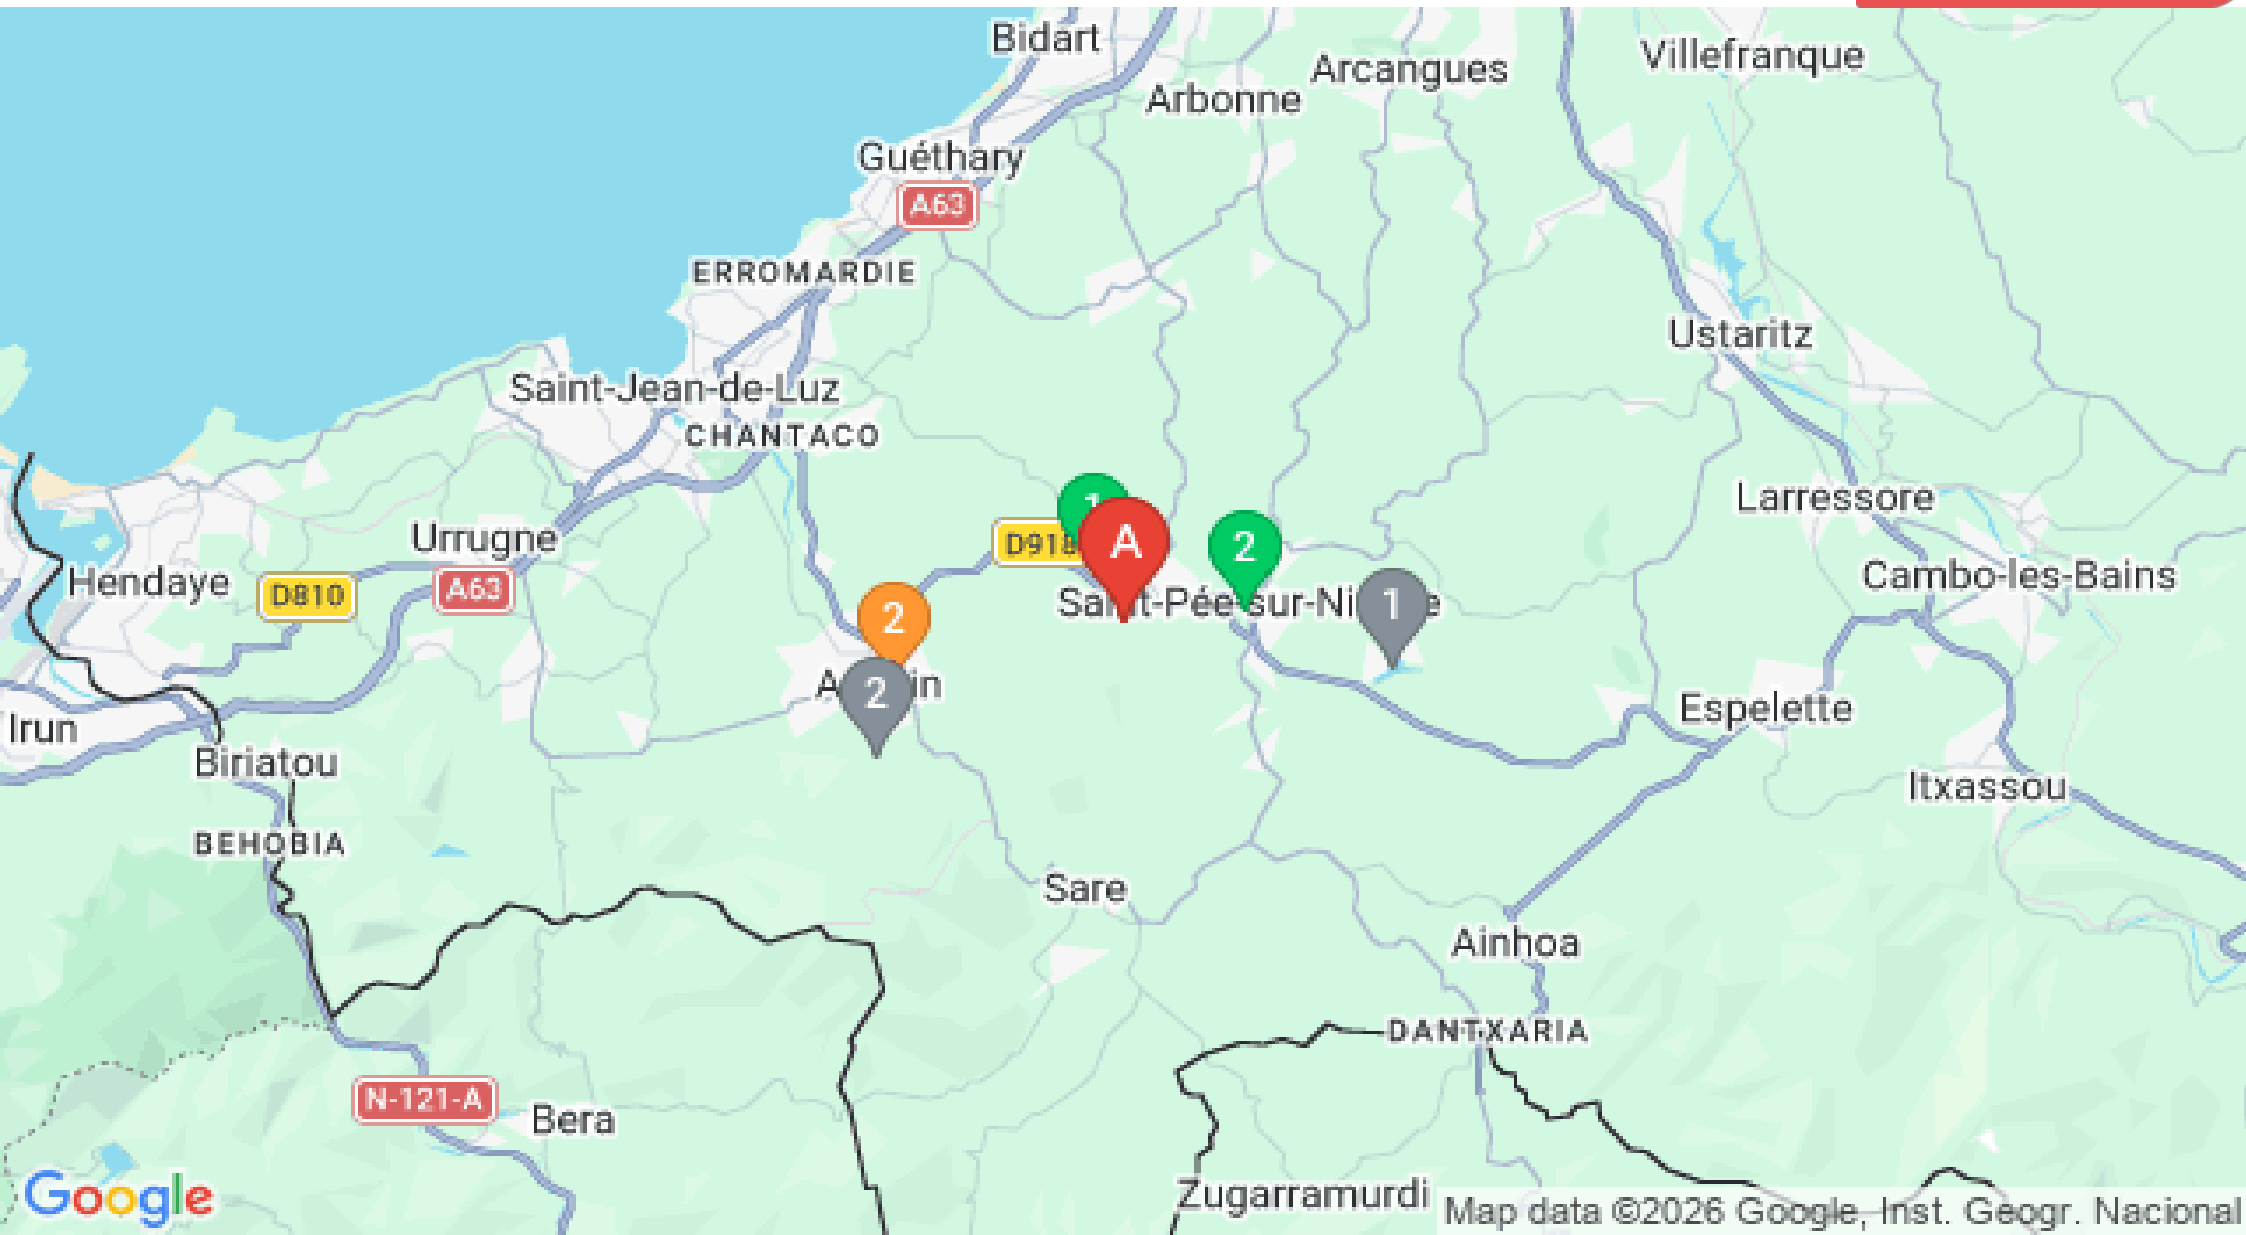 Bidart
Villefranque
Arcangues
Arbonne
Guéthary
A63
ERROMARDIE
Ustaritz
Saint-Jean-de-Luz
CHANTACO
Larressore
1
A
2
D918
Urrugne
Hendaye
D810
A63
Cambo-les-Bains
2
1
2
Espelette
Irun
Biriatou
Itxassou
BEHOBIA
Sare
Ainhoa
DANTXARIA
N-121-A
Bera
Zugarramurdi
Google
Map data ©2026 Google, Inst. Geogr. Nacional